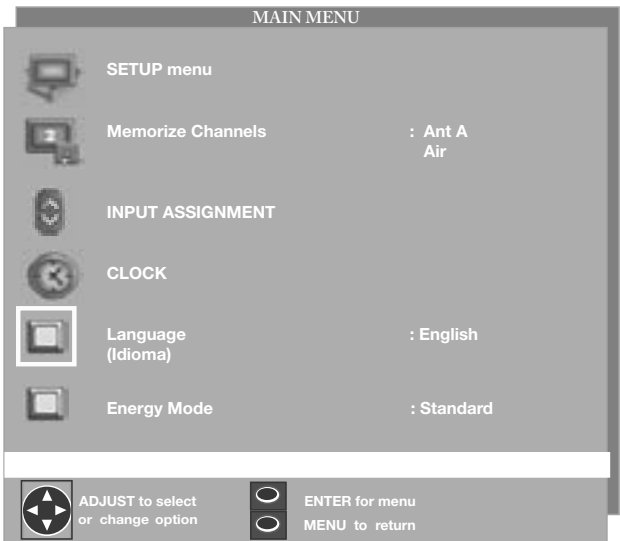 MAIN MENU
SETUP menu
Memorize Channels : Ant A
Air
INPUT ASSIGNMENT
CLOCK
Language : English
(Idioma)
Energy Mode : Standard
ADJUST to select
or change option
ENTER for menu
MENU to return